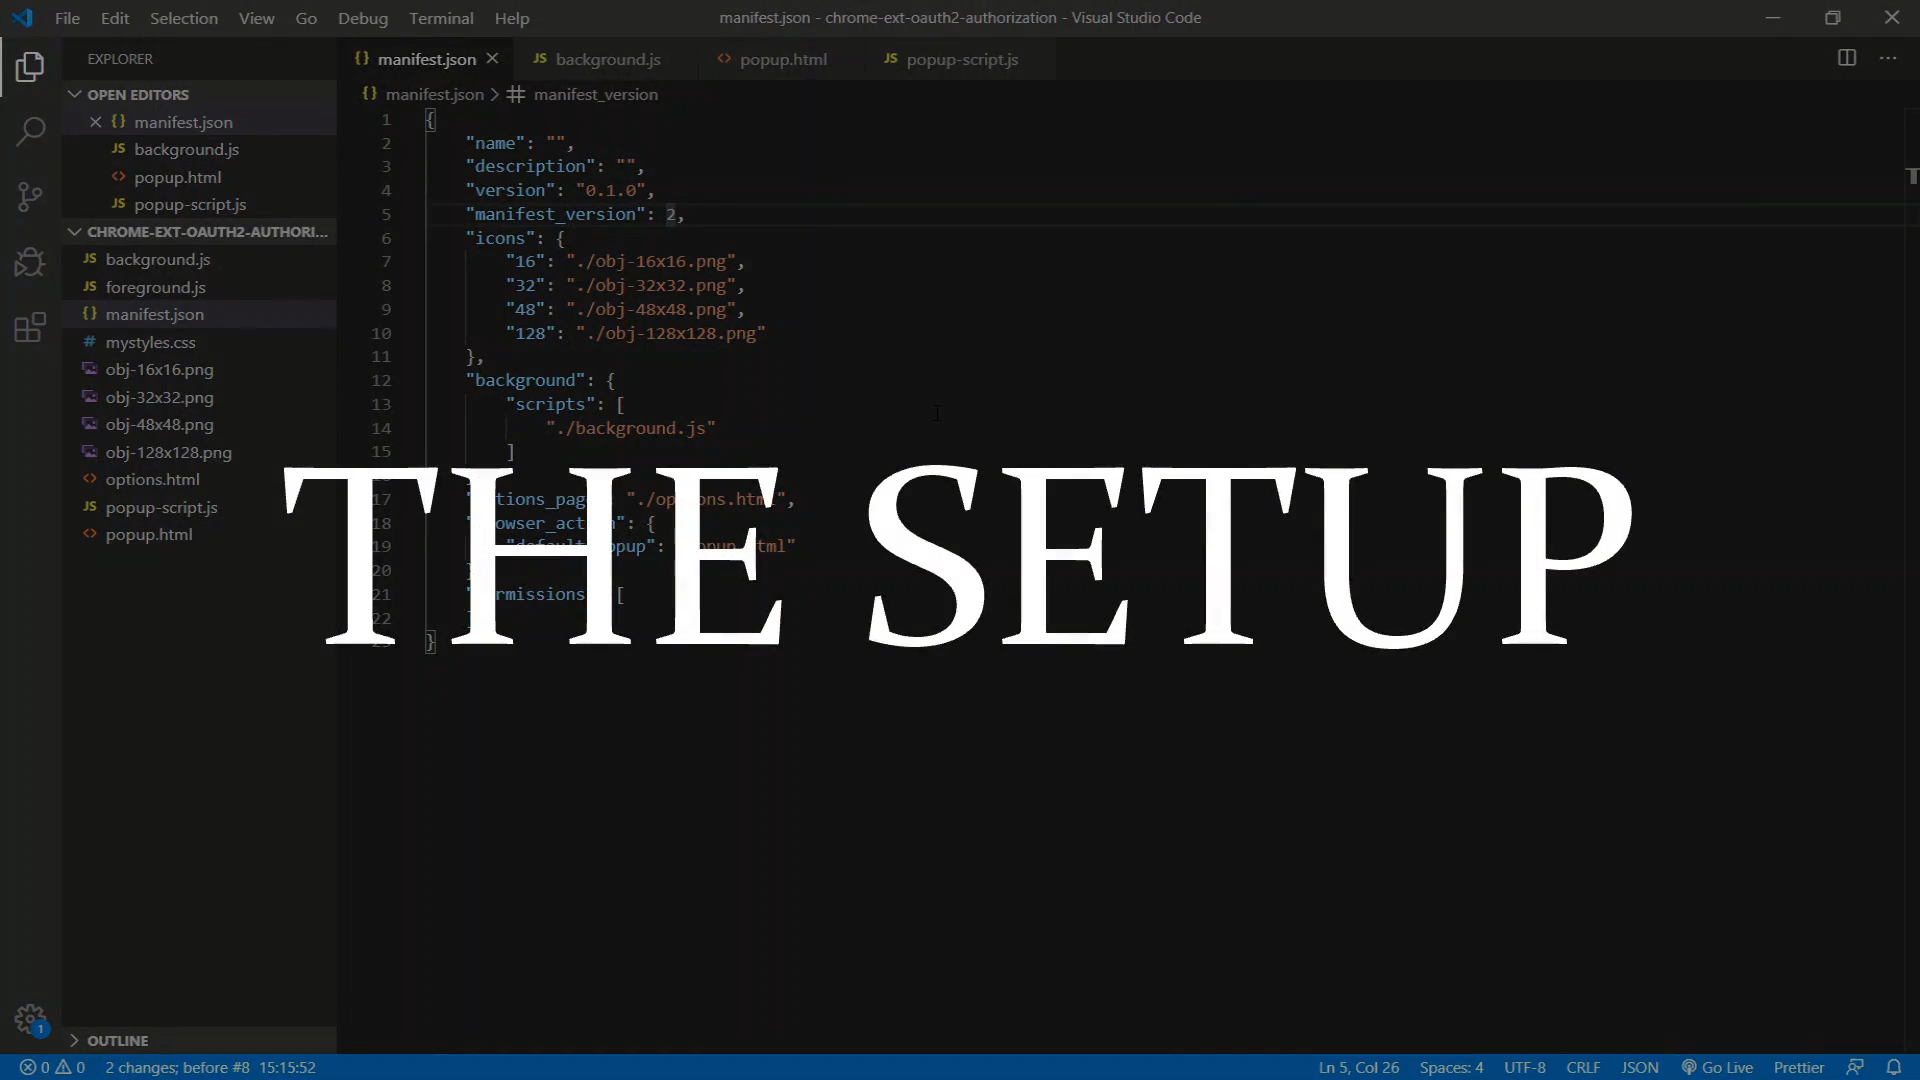 File Edit Selection View Go Debug Terminal Help
manifest.json - chrome-ext-oauth2-authorization - Visual Studio Code
EXPLORER
OPEN EDITORS
manifest.json
background.js
popup.html
popup-script.js
CHROME-EXT-OAUTH2-AUTHORI...
background.js
foreground.js
manifest.json
mystyles.css
obj-16x16.png
obj-32x32.png
obj-48x48.png
obj-128x128.png
options.html
popup-script.js
popup.html
OUTLINE
manifest.json background.js popup.html popup-script.js
manifest.json > manifest_version
1 {
2 "name": "",
3 "description": "",
4 "version": "0.1.0",
5 "manifest_version": 2,
6 "icons": {
7 "16": "./obj-16x16.png",
8 "32": "./obj-32x32.png",
9 "48": "./obj-48x48.png",
10 "128": "./obj-128x128.png"
11 },
12 "background": {
13 "scripts": [
14 "./background.js"
15 ]
17
18
19
20
21 [
22
}
THE SETUP
0 0 2 changes; before #8 15:15:52
Ln 5, Col 26 Spaces: 4 UTF-8 CRLF JSON Go Live Prettier
1